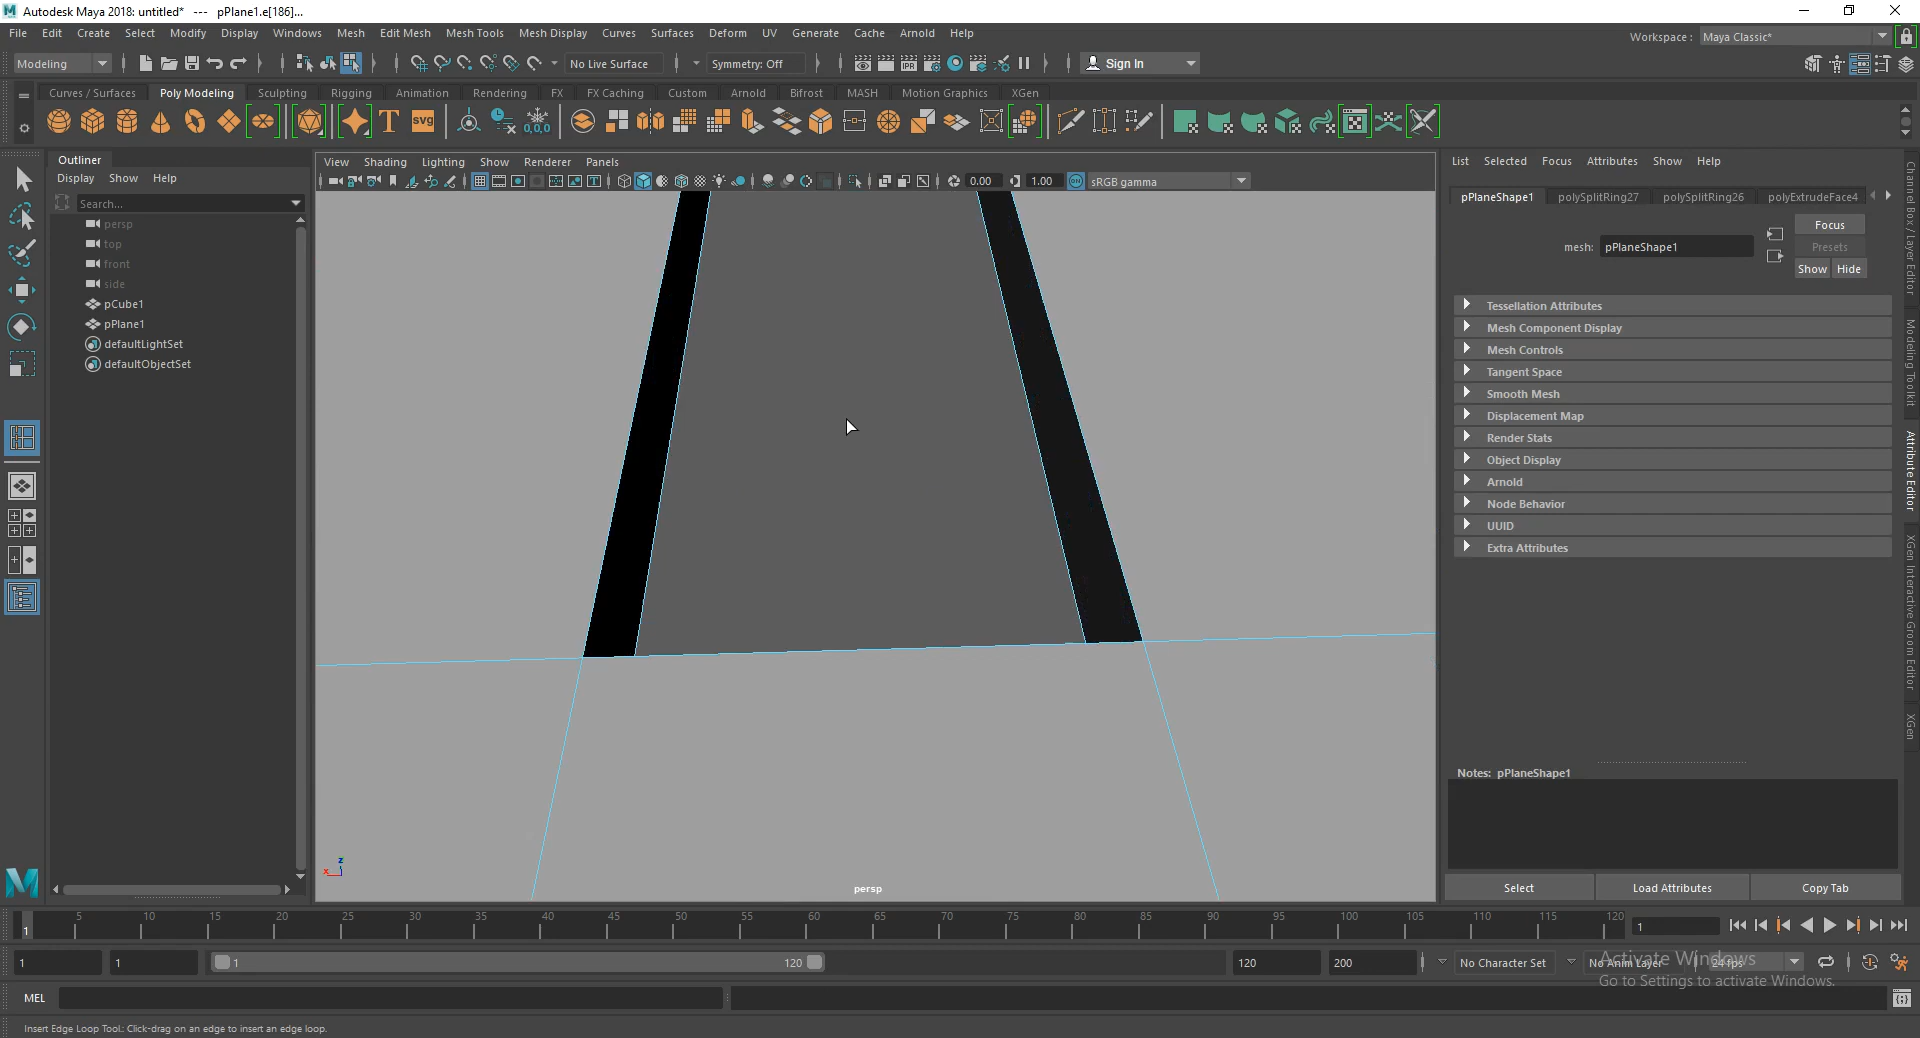 Autodesk Maya 2018: untitled* --- pPlane1.e[186]...
File Edit Create Select Modify Display Windows Mesh Edit Mesh Mesh Tools Mesh Display Curves Surfaces Deform UV Generate Cache Arnold Help
Workspace : Maya Classic*
Modeling No Live Surface Symmetry: Off IPR Sign In
Curves / Surfaces Poly Modeling Sculpting Rigging Animation Rendering FX FX Caching Custom Arnold Bifrost MASH Motion Graphics XGen
T SVG 0,0,0
Outliner
Display Show Help
Search...
persp
top
front
side
pCube1
pPlane1
defaultLightSet
defaultObjectSet
View Shading Lighting Show Renderer Panels
0.00 1.00 ON sRGB gamma
z
x
persp
List Selected Focus Attributes Show Help
pPlaneShape1 polySplitRing27 polySplitRing26 polyExtrudeFace4
mesh: pPlaneShape1
Focus
Presets
Show Hide
Tessellation Attributes
Mesh Component Display
Mesh Controls
Tangent Space
Smooth Mesh
Displacement Map
Render Stats
Object Display
Arnold
Node Behavior
UUID
Extra Attributes
Notes: pPlaneShape1
Select Load Attributes Copy Tab
Channel Box / Layer Editor
Modeling Toolkit
Attribute Editor
XGen Interactive Groom Editor
XGen
1 5 10 15 20 25 30 35 40 45 50 55 60 65 70 75 80 85 90 95 100 105 110 115 120
1
1 1 1 120 120 200 No Character Set No Anim Layer 24 fps
Activate Windows
Go to Settings to activate Windows.
MEL
Insert Edge Loop Tool: Click-drag on an edge to insert an edge loop.